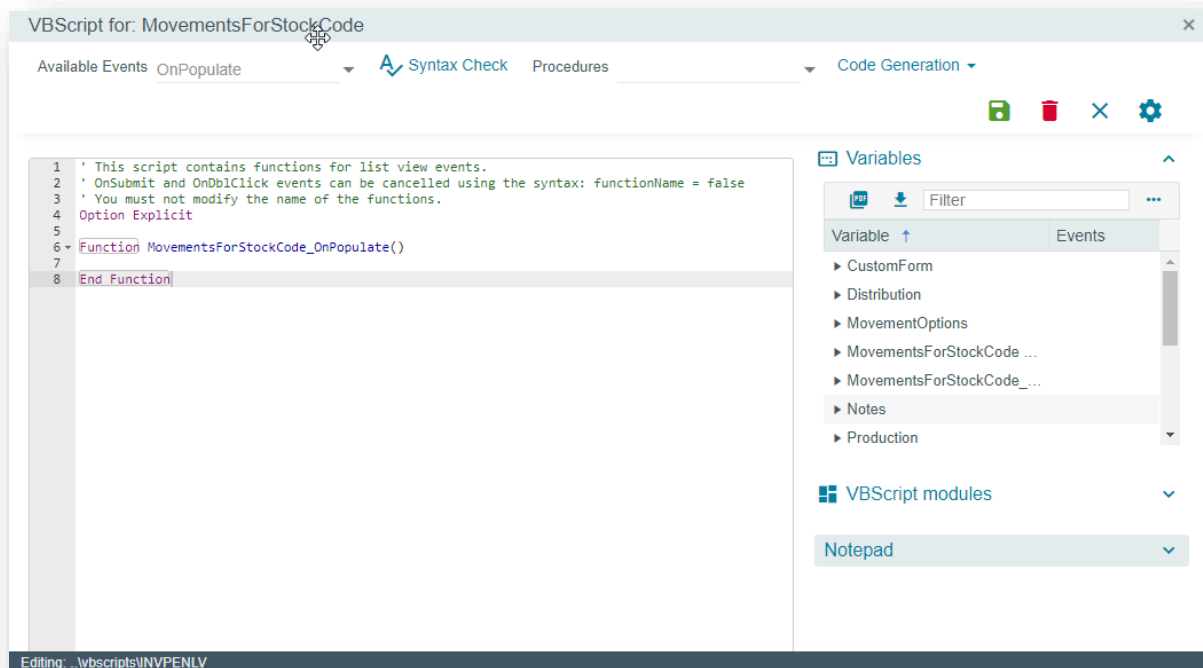 VBScript for: MovementsForStockCode
Available Events OnPopulate Syntax Check Procedures Code Generation
1 ' This script contains functions for list view events.
2 ' OnSubmit and OnDblClick events can be cancelled using the syntax: functionName = false
3 ' You must not modify the name of the functions.
4 Option Explicit
5
6 Function MovementsForStockCode_OnPopulate()
7
8 End Function
Variables
PDF Filter ...
Variable Events
CustomForm
Distribution
MovementOptions
MovementsForStockCode ...
MovementsForStockCode_...
Notes
Production
VBScript modules
Notepad
Editing: ..\vbscripts\INVPENLV